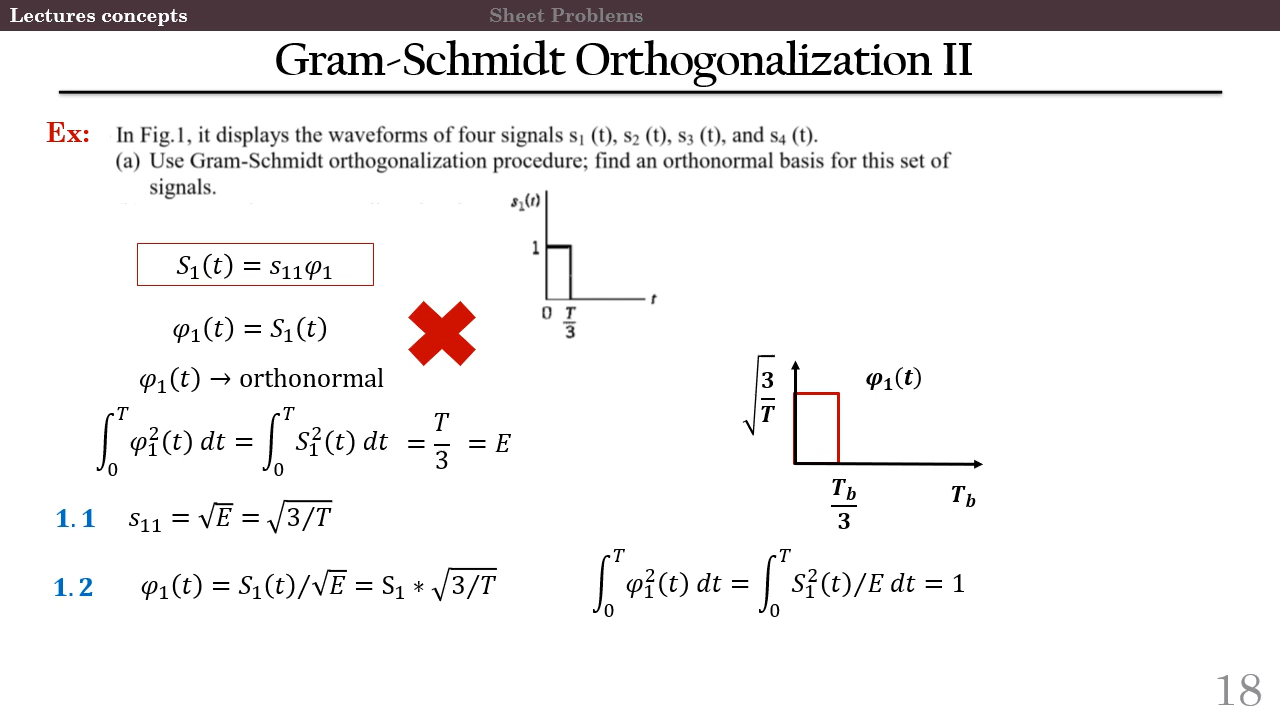 Lectures concepts Sheet Problems
Gram-Schmidt Orthogonalization II
Ex: In Fig.1, it displays the waveforms of four signals s₁ (t), s₂ (t), s₃ (t), and s₄ (t).
(a) Use Gram-Schmidt orthogonalization procedure; find an orthonormal basis for this set of
signals.
s₁(t)
1
0 T/3 t
S₁(t) = s₁₁φ₁
φ₁(t) = S₁(t)
φ₁(t) → orthonormal
∫₀ᵀ φ₁²(t) dt = ∫₀ᵀ S₁²(t) dt = T/3 = E
√(3/T) φ₁(t)
T_b/3 T_b
1.1 s₁₁ = √E = √(3/T)
1.2 φ₁(t) = S₁(t)/√E = S₁ * √(3/T)
∫₀ᵀ φ₁²(t) dt = ∫₀ᵀ S₁²(t)/E dt = 1
18